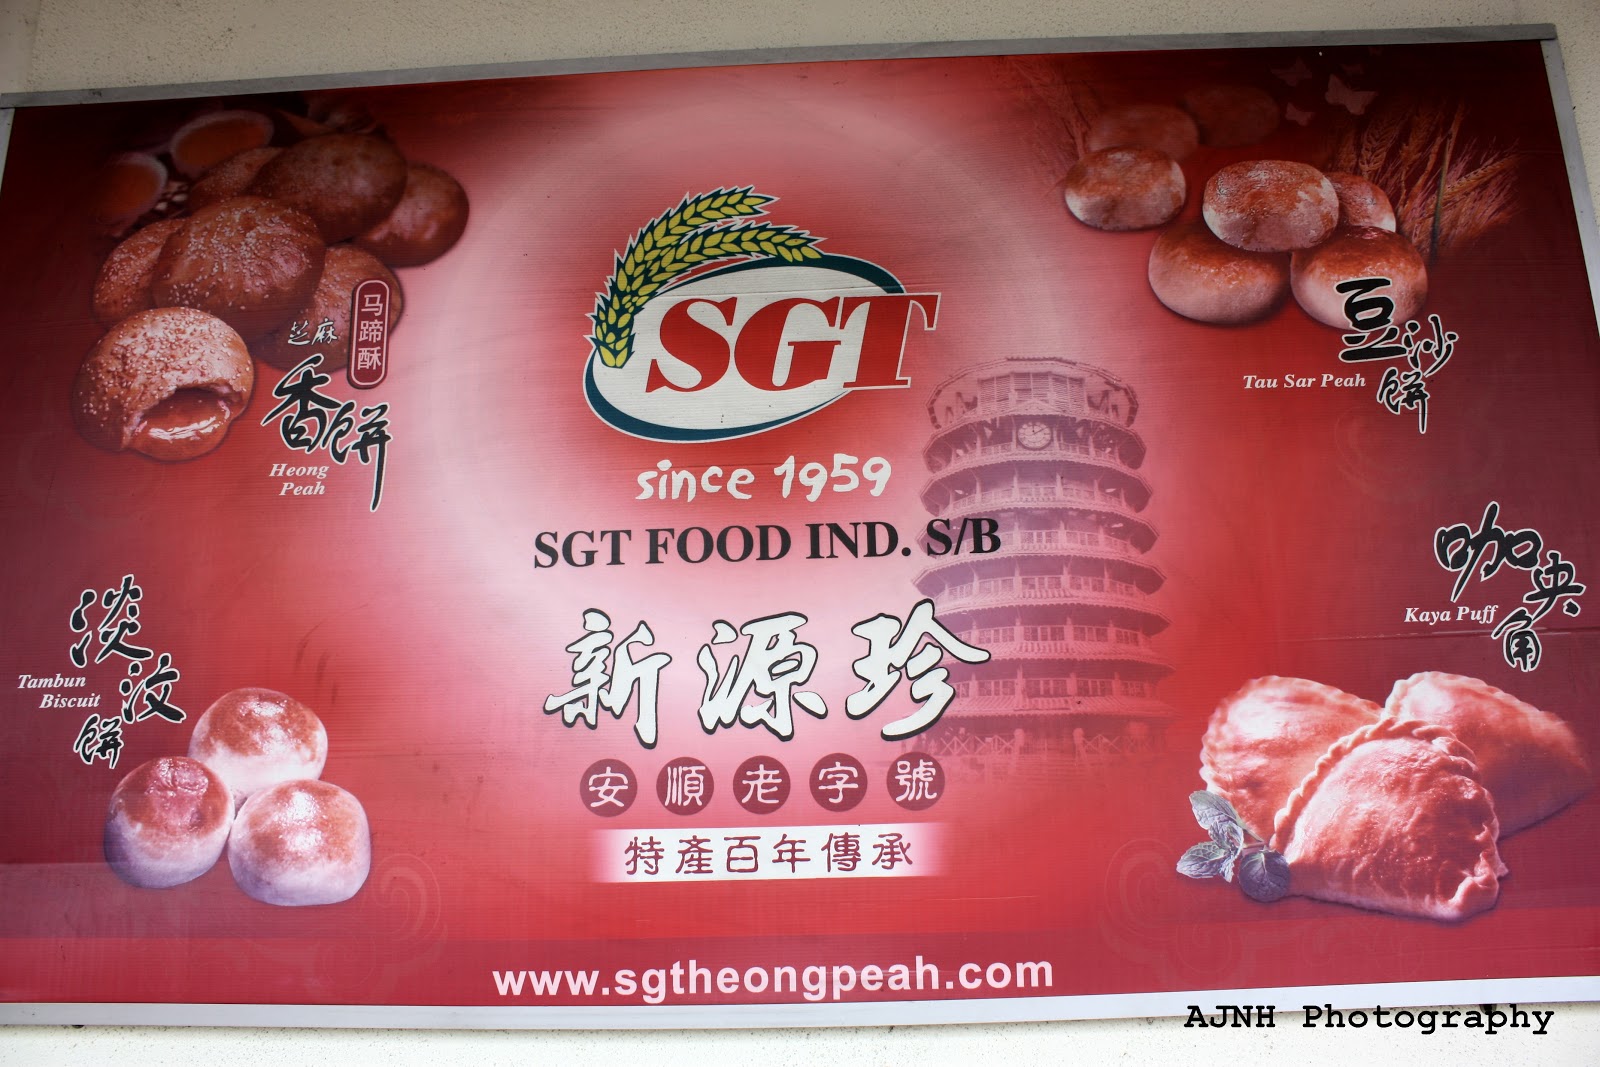 SGT
since 1959
SGT FOOD IND. S/B
新源珍
安順老字號
特產百年傳承
www.sgtheongpeah.com
马蹄酥
芝麻
香餅
Heong
Peah
豆沙餅
Tau Sar Peah
淡汶餅
Tambun
Biscuit
咖央角
Kaya Puff
AJNH Photography